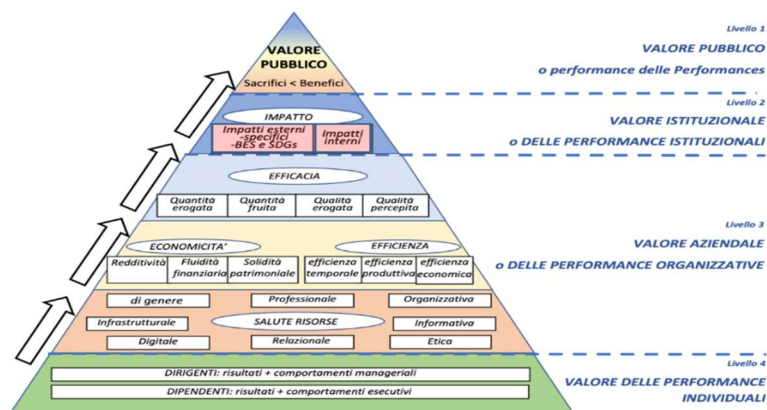 Livello 1
VALORE
PUBBLICO
Sacrifici < Benefici
VALORE PUBBLICO
o performance delle Performances
Livello 2
IMPATTO
Impatti esterni
-specifici
-BES e SDGs
Impatti
interni
VALORE ISTITUZIONALE
o DELLE PERFORMANCE ISTITUZIONALI
EFFICACIA
Quantità
erogata
Quantità
fruita
Qualità
erogata
Qualità
percepita
Livello 3
ECONOMICITA'
EFFICIENZA
Redditività
Fluidità
finanziaria
Solidità
patrimoniale
efficienza
temporale
efficienza
produttiva
efficienza
economica
VALORE AZIENDALE
o DELLE PERFORMANCE ORGANIZZATIVE
di genere
Professionale
Organizzativa
Infrastrutturale
SALUTE RISORSE
Informativa
Digitale
Relazionale
Etica
Livello 4
DIRIGENTI: risultati + comportamenti manageriali
DIPENDENTI: risultati + comportamenti esecutivi
VALORE DELLE PERFORMANCE
INDIVIDUALI